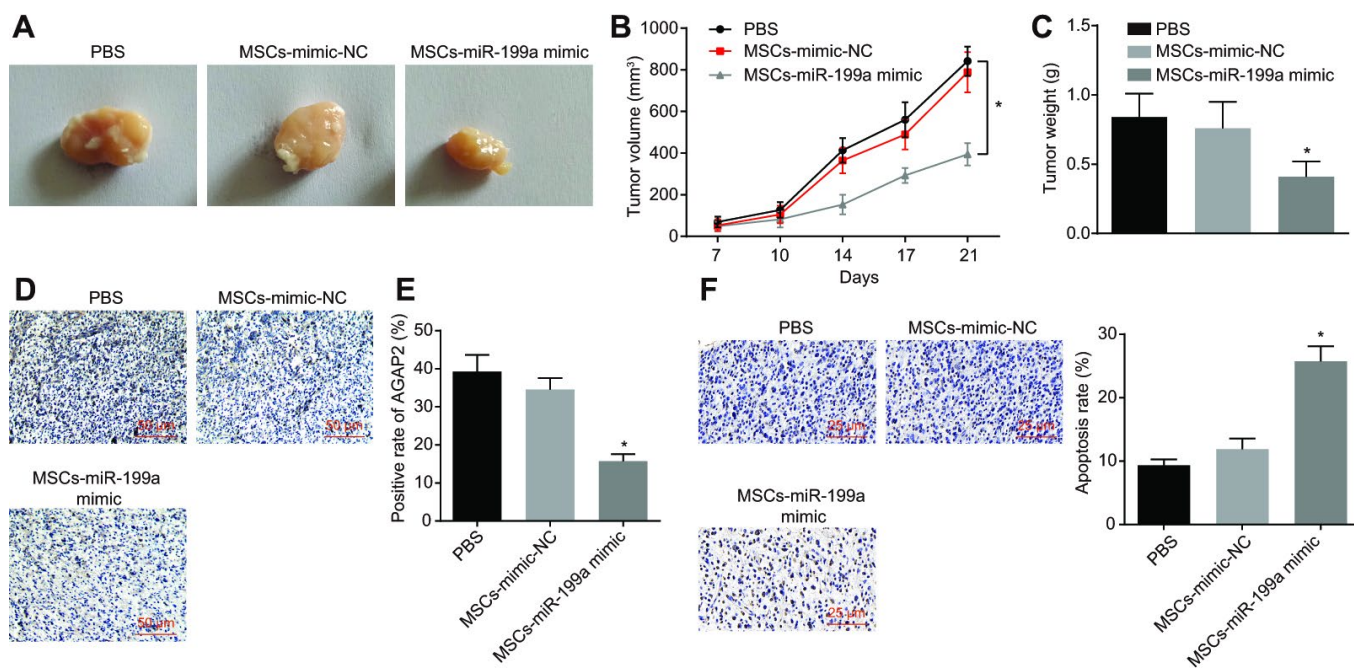 A
PBS
MSCs-mimic-NC
MSCs-miR-199a mimic
B
Tumor volume (mm³)
1000
800
600
400
200
0
7
10
14
17
21
Days
PBS
MSCs-mimic-NC
MSCs-miR-199a mimic
*
C
Tumor weight (g)
1.5
1.0
0.5
0.0
PBS
MSCs-mimic-NC
MSCs-miR-199a mimic
*
D
PBS
MSCs-mimic-NC
50 µm
50 µm
MSCs-miR-199a
mimic
50 µm
E
Positive rate of AGAP2 (%)
50
40
30
20
10
0
*
PBS
MSCs-mimic-NC
MSCs-miR-199a mimic
F
PBS
MSCs-mimic-NC
25 µm
25 µm
MSCs-miR-199a
mimic
25 µm
Apoptosis rate (%)
30
20
10
0
*
PBS
MSCs-mimic-NC
MSCs-miR-199a mimic